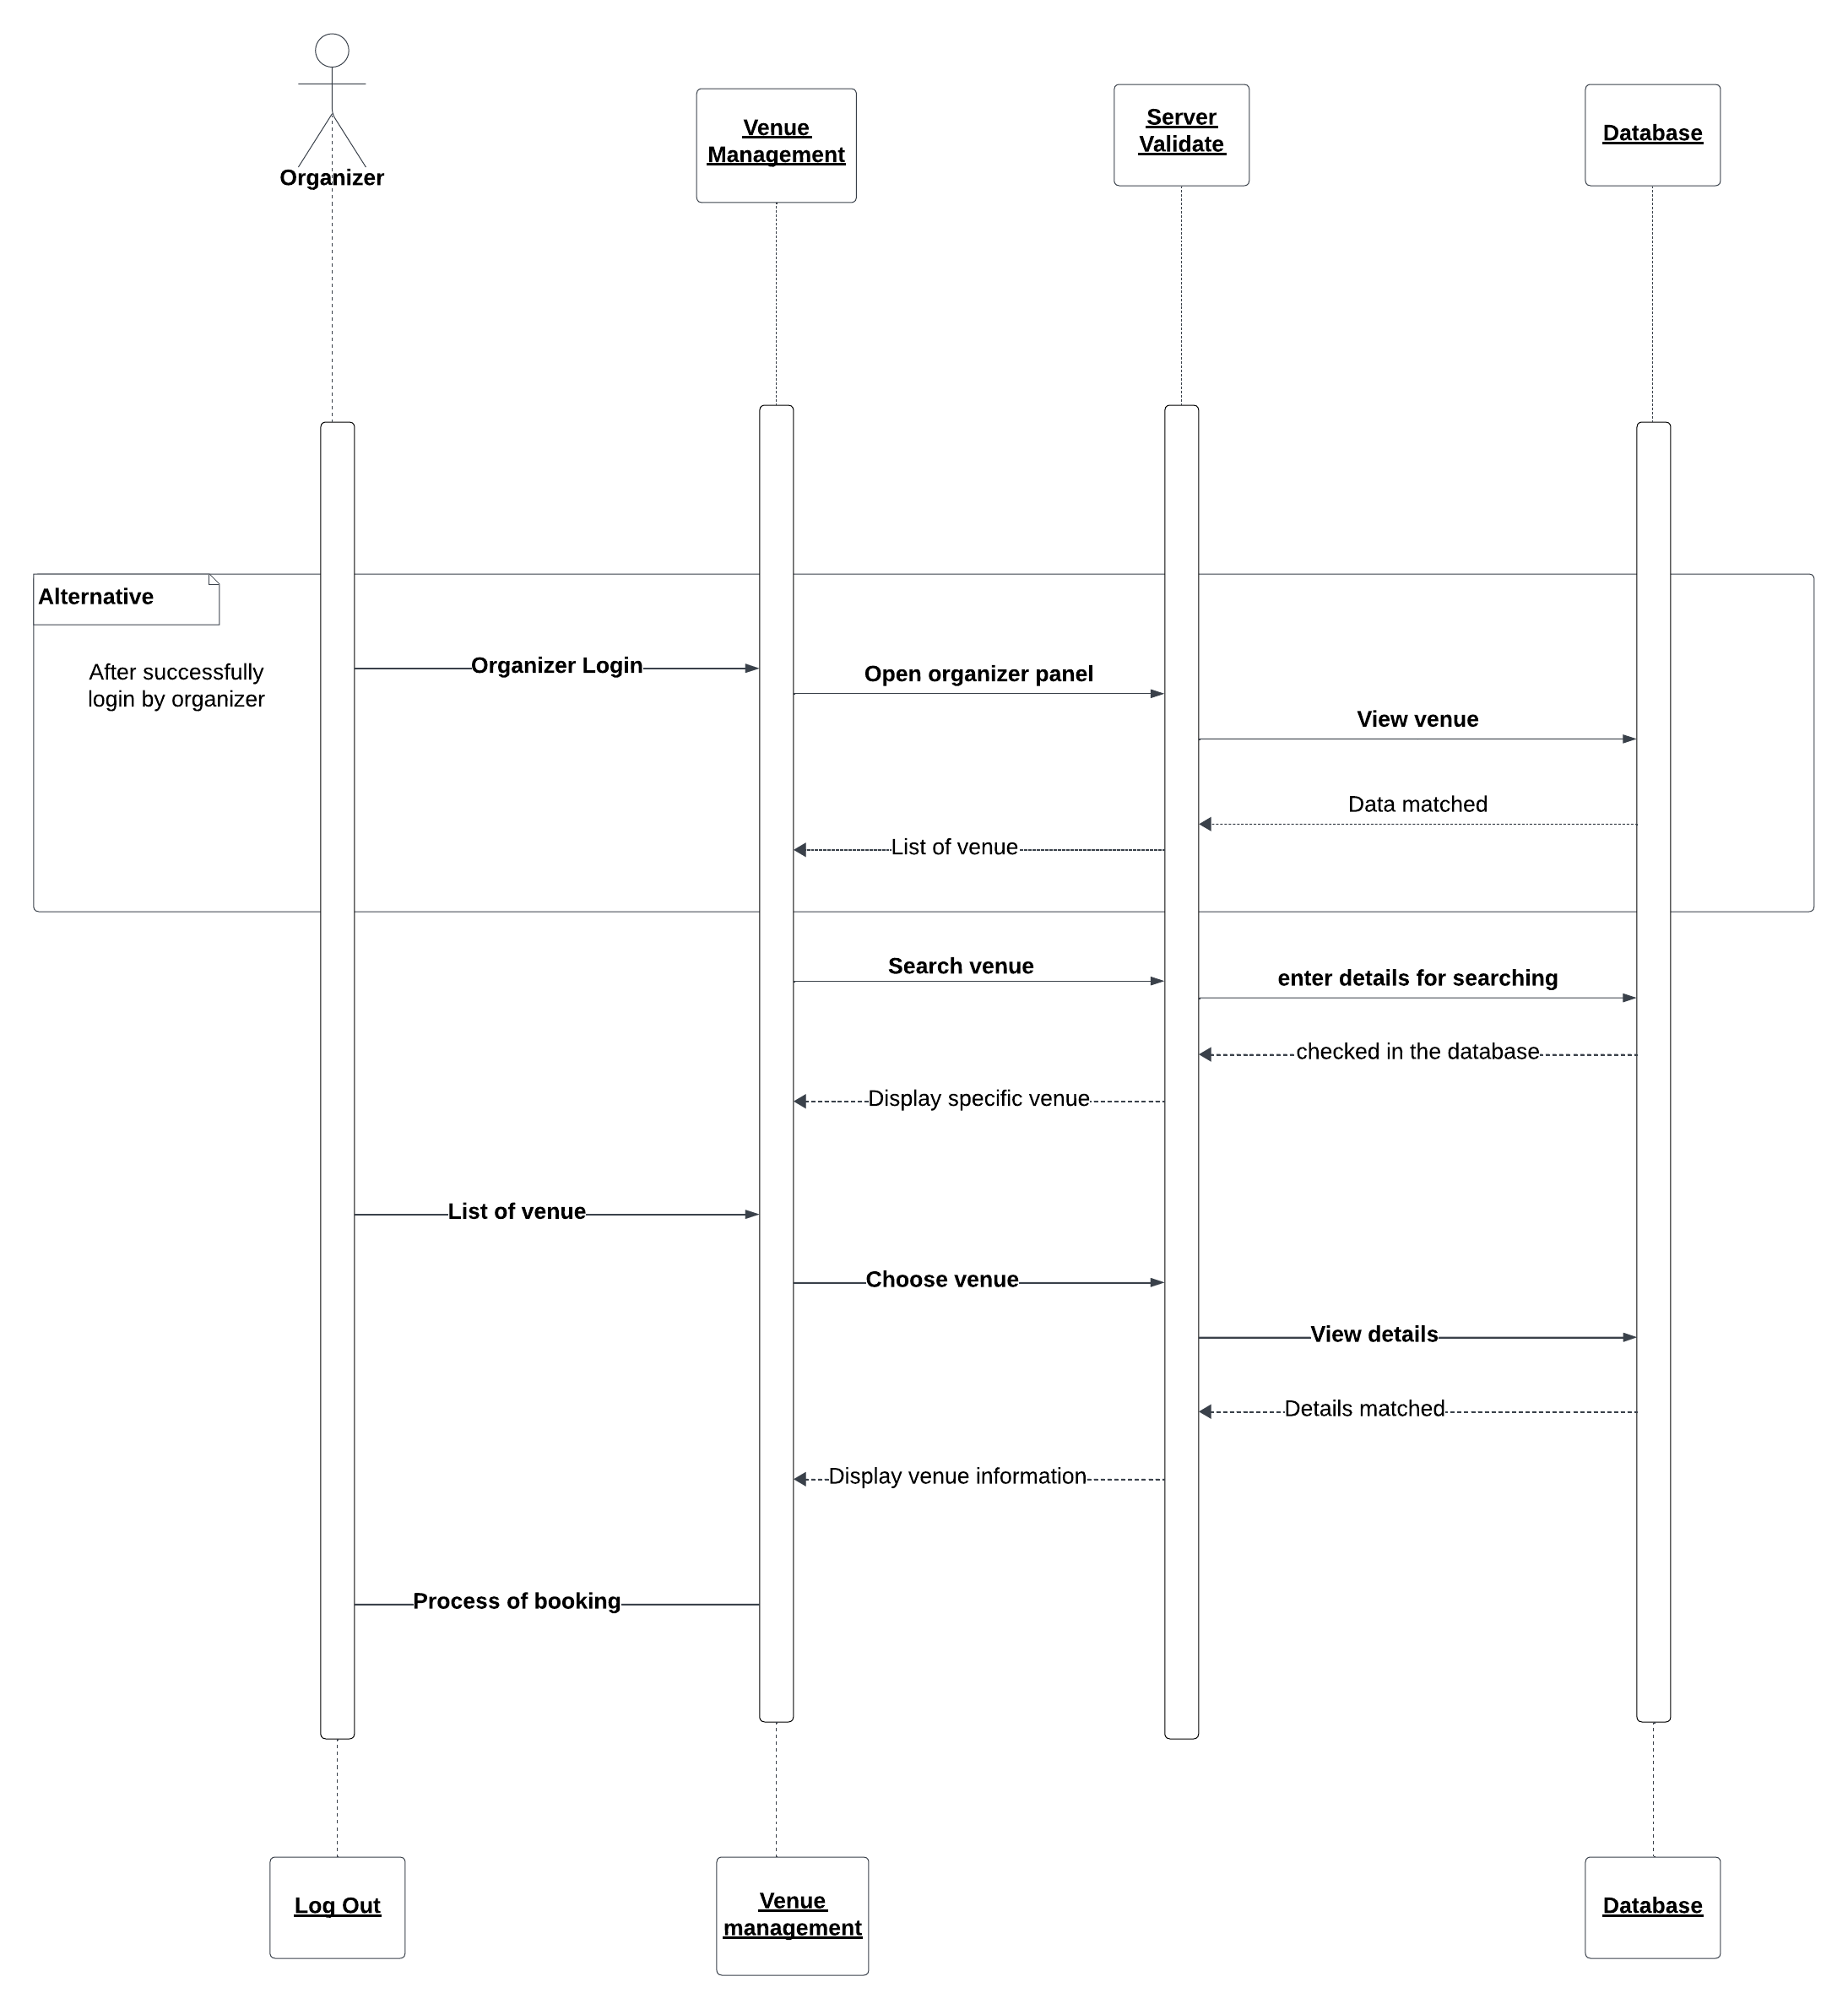 Organizer
Venue
Management
Server
Validate
Database
Alternative
After successfully
login by organizer
Organizer Login
Open organizer panel
View venue
Data matched
List of venue
Search venue
enter details for searching
checked in the database
Display specific venue
List of venue
Choose venue
View details
Details matched
Display venue information
Process of booking
Log Out
Venue
management
Database